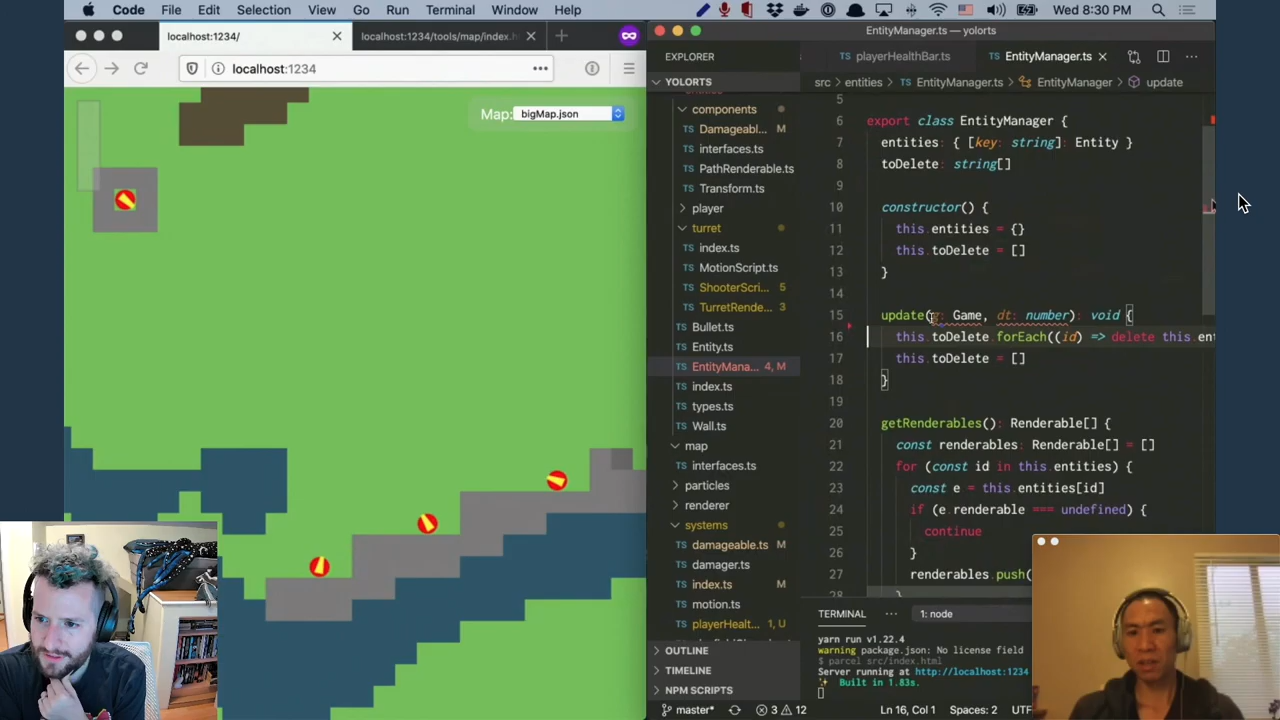 Code File Edit Selection View Go Run Terminal Window Help Wed 8:30 PM
localhost:1234/ localhost:1234/tools/map/index.h
localhost:1234
Map: bigMap.json
EntityManager.ts — yolorts
EXPLORER
YOLORTS
components
Damageabl... M
interfaces.ts
PathRenderable.ts
Transform.ts
player
turret
index.ts
MotionScript.ts
ShooterScri... 5
TurretRende... 3
Bullet.ts
Entity.ts
EntityMana... 4, M
index.ts
types.ts
Wall.ts
map
interfaces.ts
particles
renderer
systems
damageable.ts M
damager.ts
index.ts M
motion.ts
playerHealt... 1, U
OUTLINE
TIMELINE
NPM SCRIPTS
playerHealthBar.ts EntityManager.ts
src > entities > EntityManager.ts > EntityManager > update
5
6 export class EntityManager {
7 entities: { [key: string]: Entity }
8 toDelete: string[]
9
10 constructor() {
11 this.entities = {}
12 this.toDelete = []
13 }
14
15 update(g: Game, dt: number): void {
16 this.toDelete.forEach((id) => delete this.ent
17 this.toDelete = []
18 }
19
20 getRenderables(): Renderable[] {
21 const renderables: Renderable[] = []
22 for (const id in this.entities) {
23 const e = this.entities[id]
24 if (e.renderable === undefined) {
25 continue
26 }
27 renderables.push(
28 }
TERMINAL 1: node
yarn run v1.22.4
warning package.json: No license field
$ parcel src/index.html
Server running at http://localhost:1234
Built in 1.83s.
master* 3 12 Ln 16, Col 1 Spaces: 2 UTF